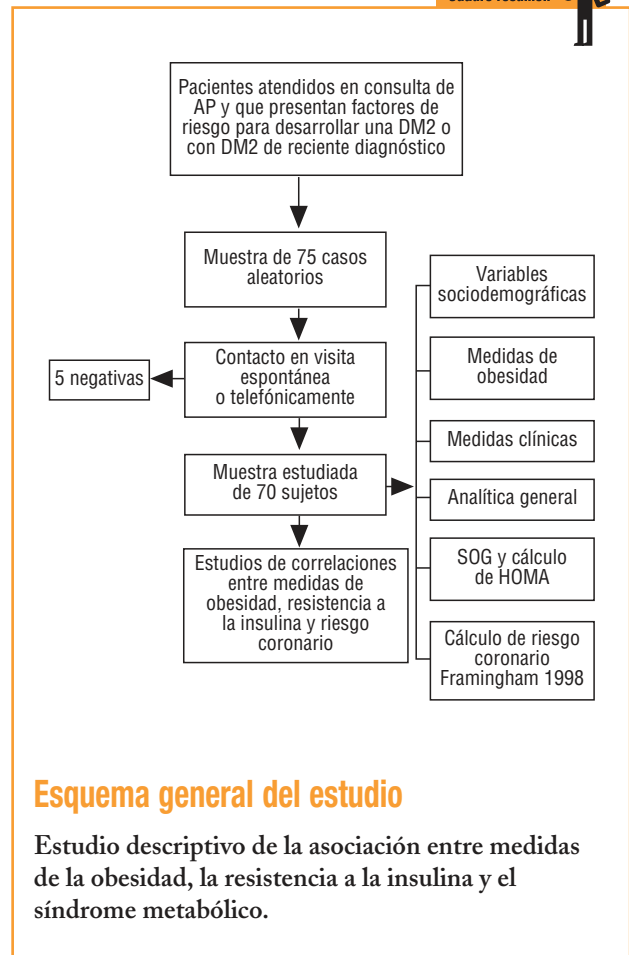 Pacientes atendidos en consulta de
AP y que presentan factores de
riesgo para desarrollar una DM2 o
con DM2 de reciente diagnóstico
Muestra de 75 casos
aleatorios
5 negativas
Contacto en visita
espontánea
o telefónicamente
Muestra estudiada
de 70 sujetos
Estudios de correlaciones
entre medidas de
obesidad, resistencia a
la insulina y riesgo
coronario
Variables
sociodemográficas
Medidas de
obesidad
Medidas clínicas
Analítica general
SOG y cálculo
de HOMA
Cálculo de riesgo
coronario
Framingham 1998
Esquema general del estudio
Estudio descriptivo de la asociación entre medidas
de la obesidad, la resistencia a la insulina y el
síndrome metabólico.